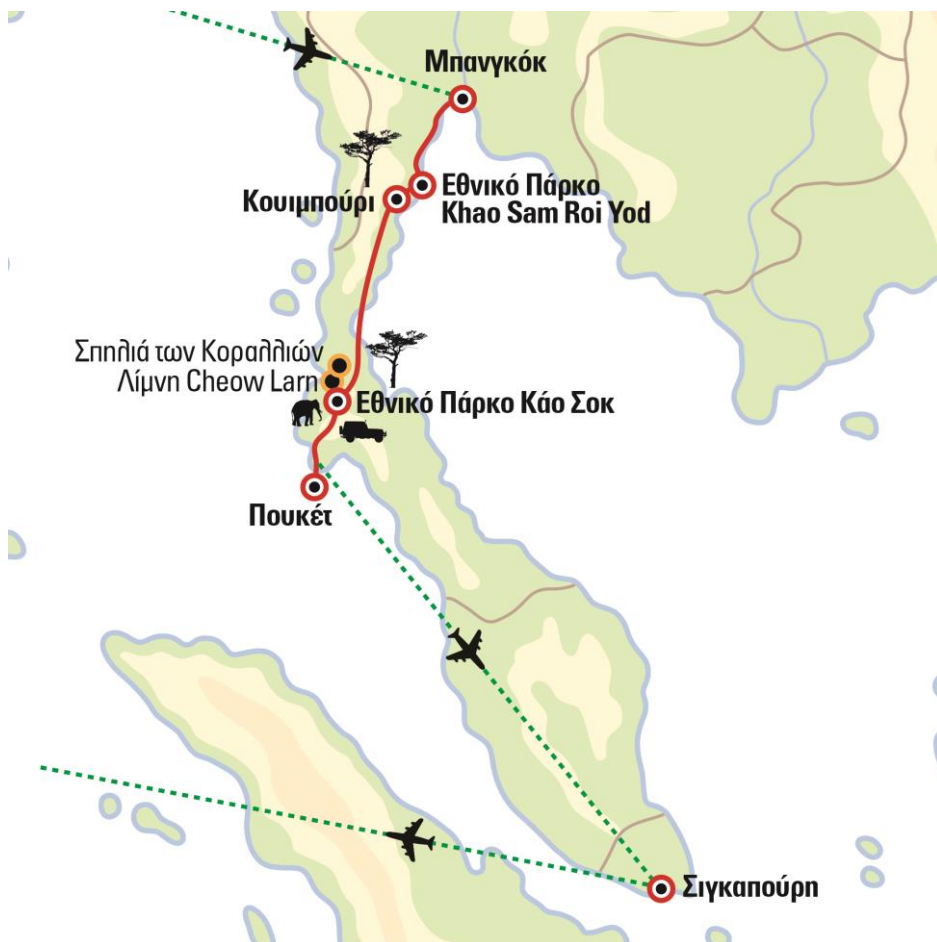 Μπανγκόκ
Εθνικό Πάρκο
Khao Sam Roi Yod
Κουιμπούρι
Σπηλιά των Κοραλλιών
Λίμνη Cheow Larn
Εθνικό Πάρκο Κάο Σοκ
Πουκέτ
Σιγκαπούρη